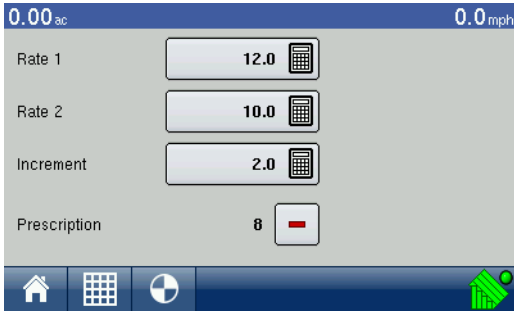 0.00 ac 0.0 mph
Rate 1 12.0
Rate 2 10.0
Increment 2.0
Prescription 8